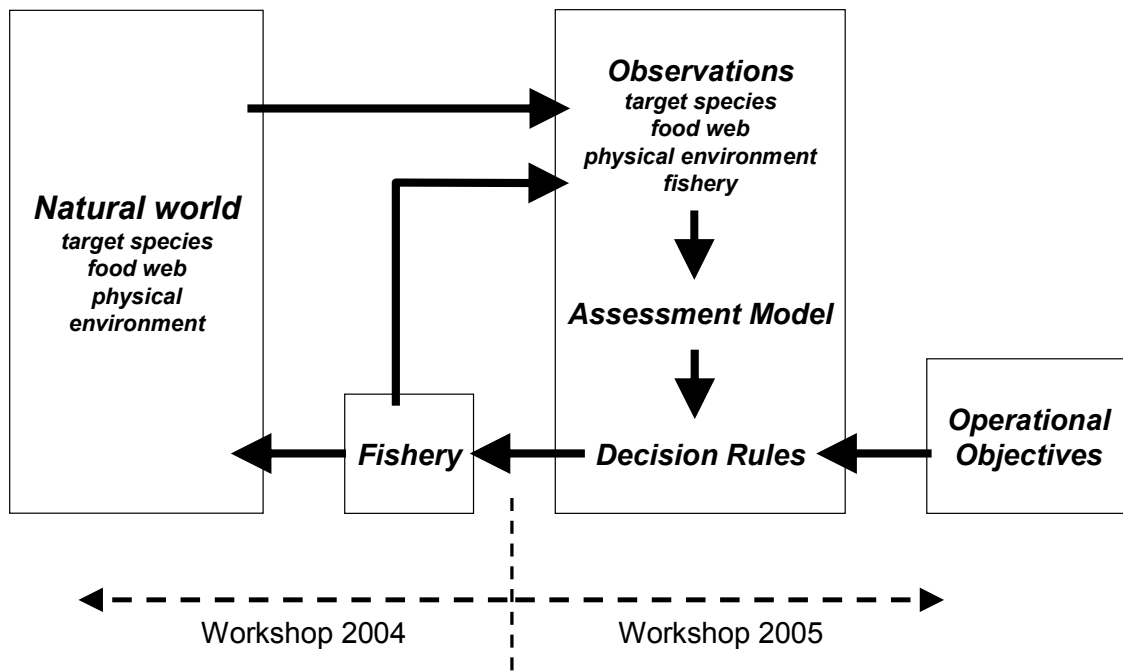 Natural world
target species
food web
physical
environment
Observations
target species
food web
physical environment
fishery
Assessment Model
Decision Rules
Fishery
Operational
Objectives
Workshop 2004
Workshop 2005